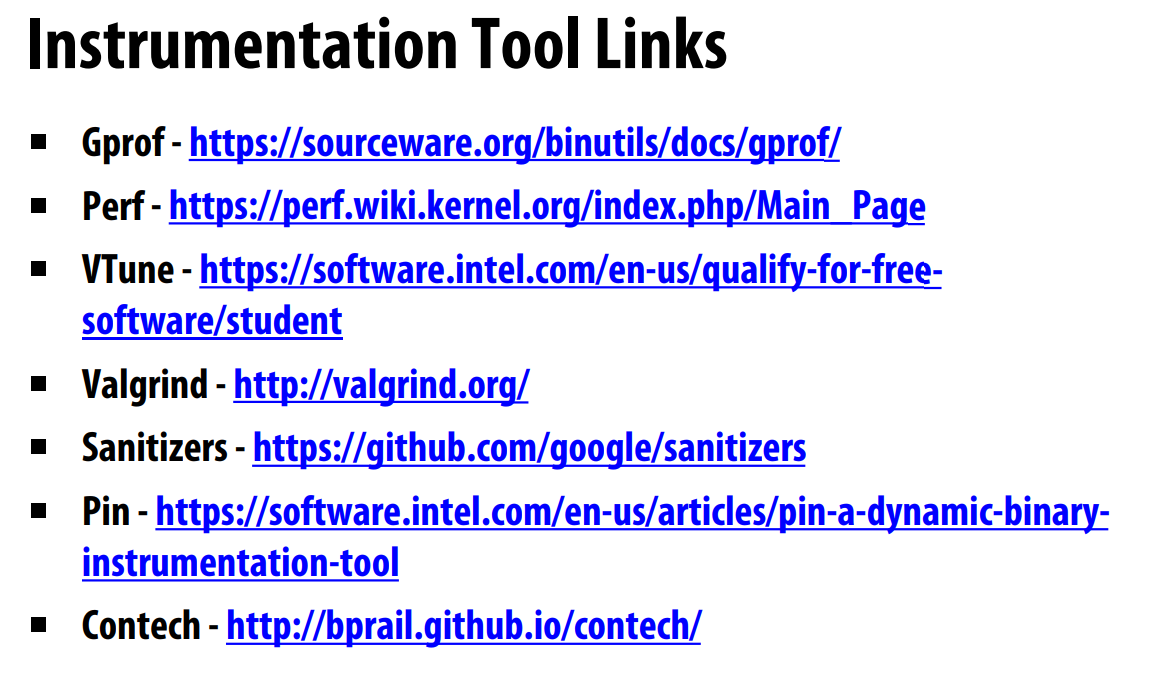 Instrumentation Tool Links
■ Gprof - https://sourceware.org/binutils/docs/gprof/
■ Perf - https://perf.wiki.kernel.org/index.php/Main_Page
■ VTune - https://software.intel.com/en-us/qualify-for-free-
software/student
■ Valgrind - http://valgrind.org/
■ Sanitizers - https://github.com/google/sanitizers
■ Pin - https://software.intel.com/en-us/articles/pin-a-dynamic-binary-
instrumentation-tool
■ Contech - http://bprail.github.io/contech/